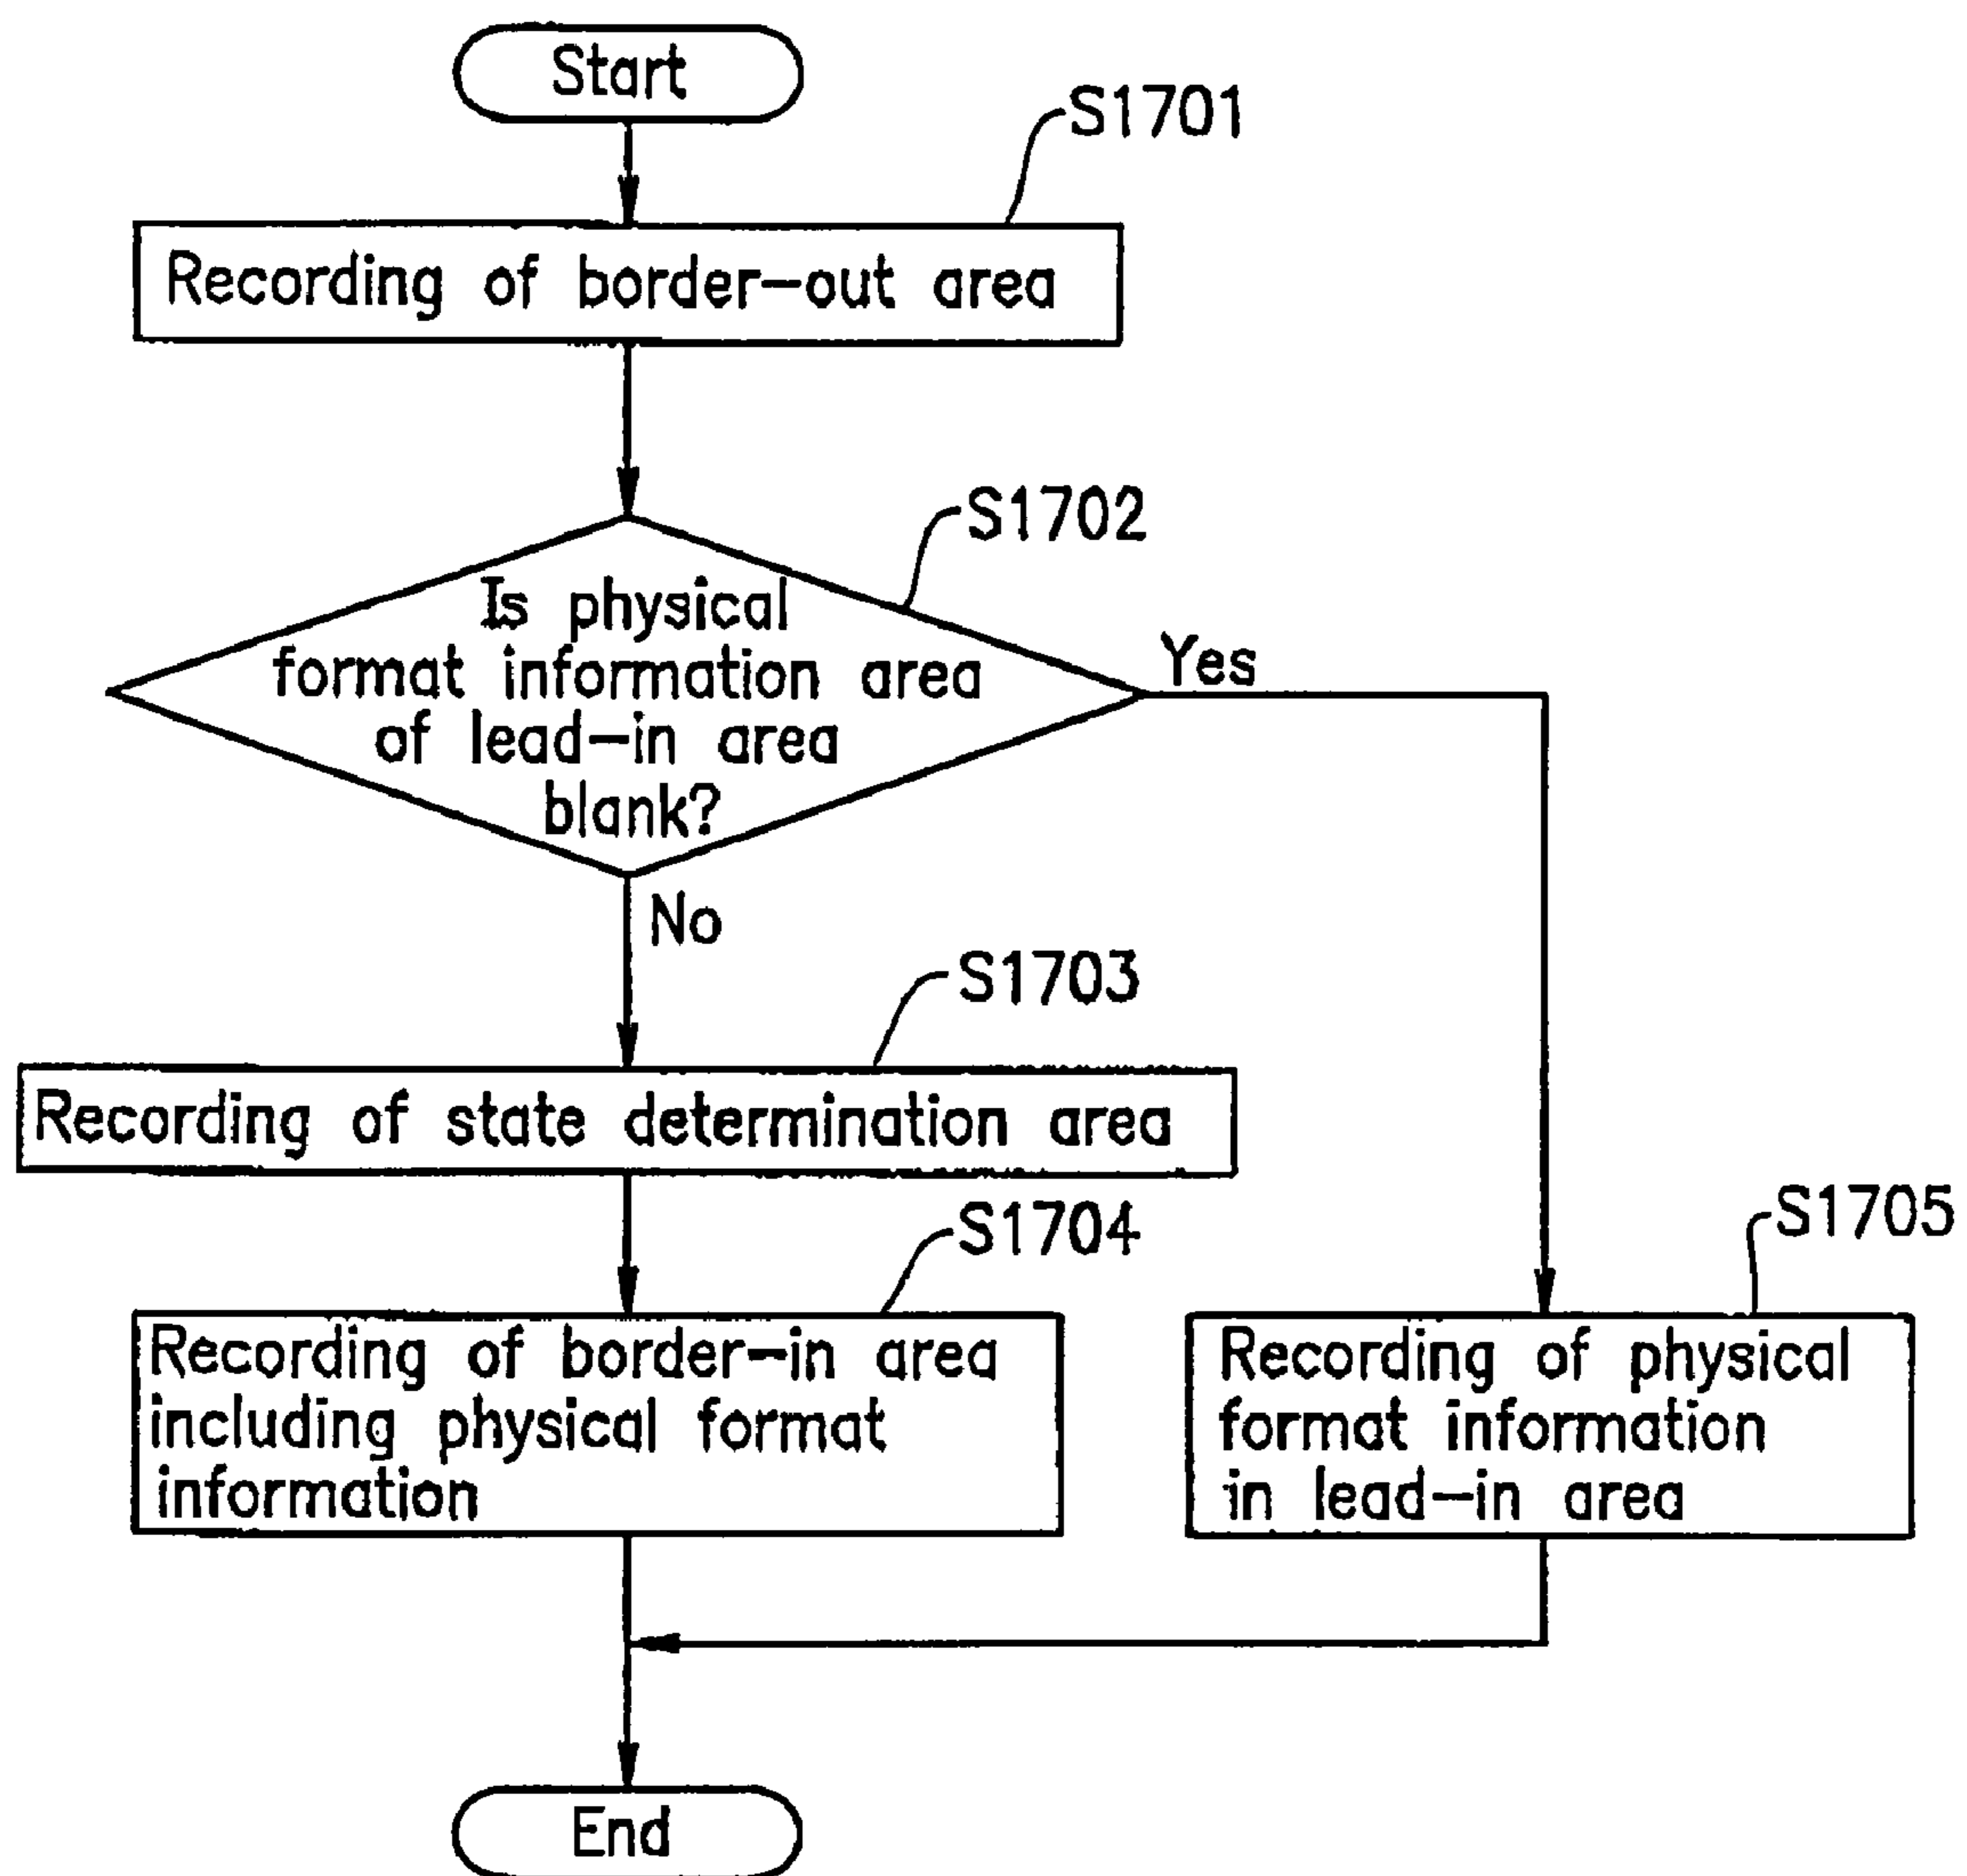 Start
S1701
Recording of border-out area
S1702
Is physical
format information area
of lead-in area
blank?
Yes
No
S1703
Recording of state determination area
S1704
Recording of border-in area
including physical format
information
S1705
Recording of physical
format information
in lead-in area
End